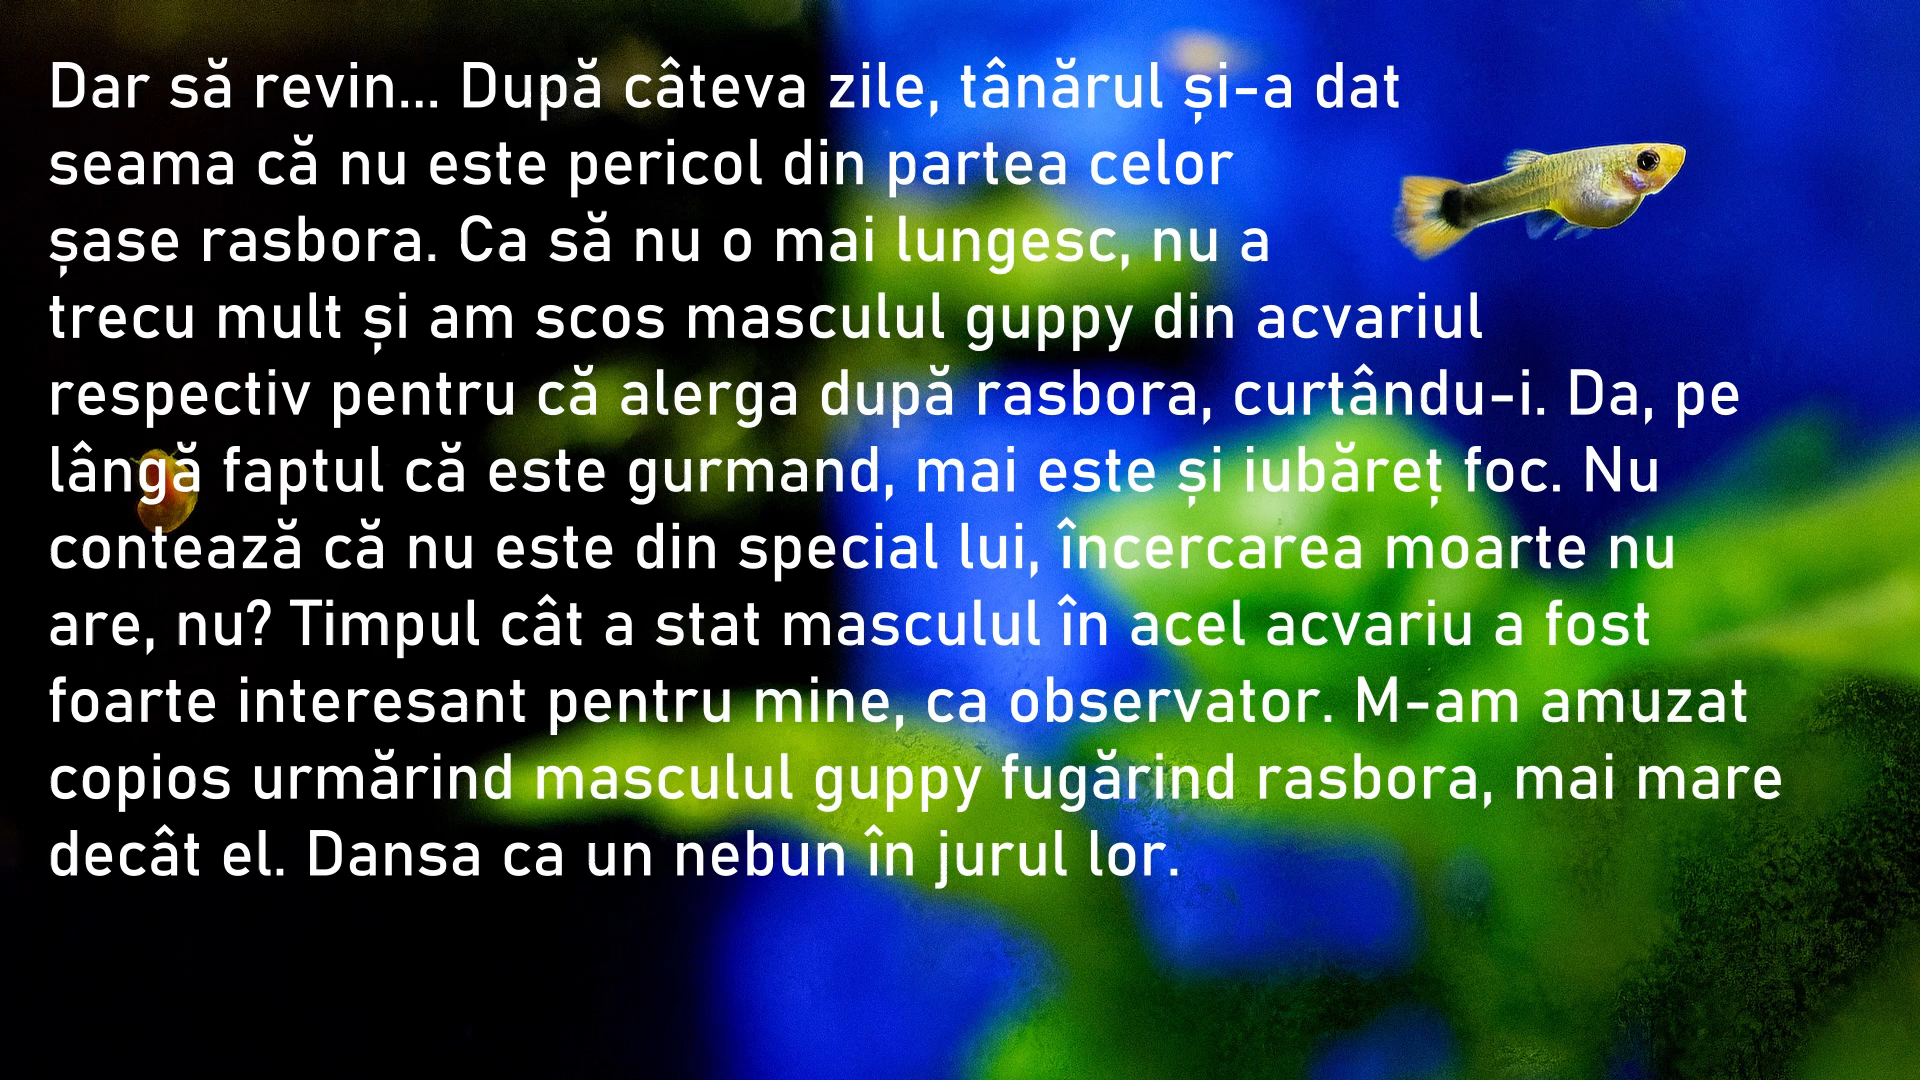 Dar să revin... După câteva zile, tânărul și-a dat
seama că nu este pericol din partea celor
șase rasbora. Ca să nu o mai lungesc, nu a
trecu mult și am scos masculul guppy din acvariul
respectiv pentru că alerga după rasbora, curtându-i. Da, pe
lângă faptul că este gurmand, mai este și iubăreț foc. Nu
contează că nu este din special lui, încercarea moarte nu
are, nu? Timpul cât a stat masculul în acel acvariu a fost
foarte interesant pentru mine, ca observator. M-am amuzat
copios urmărind masculul guppy fugărind rasbora, mai mare
decât el. Dansa ca un nebun în jurul lor.